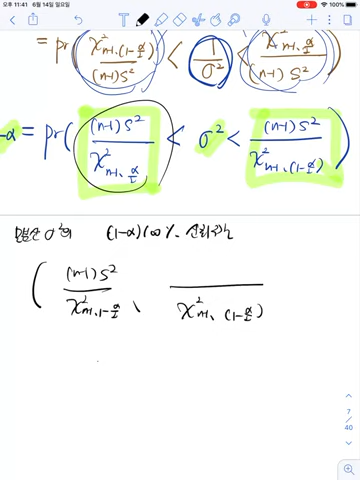 오전 11:41 6월 14일 일요일
= pr( χ²n-1, (1-α/2) / (n-1)S² < 1/σ² < χ²n-1, α/2 / (n-1)S² )
-α = pr( (n-1)S² / χ²n-1, α/2 < σ² < (n-1)S² / χ²n-1, (1-α/2) )
모분산 σ²의 (1-α)100% 신뢰구간
( (n-1)S² / χ²n-1, 1-α/2 , / χ²n-1, (1-α/2) )
7
/
40